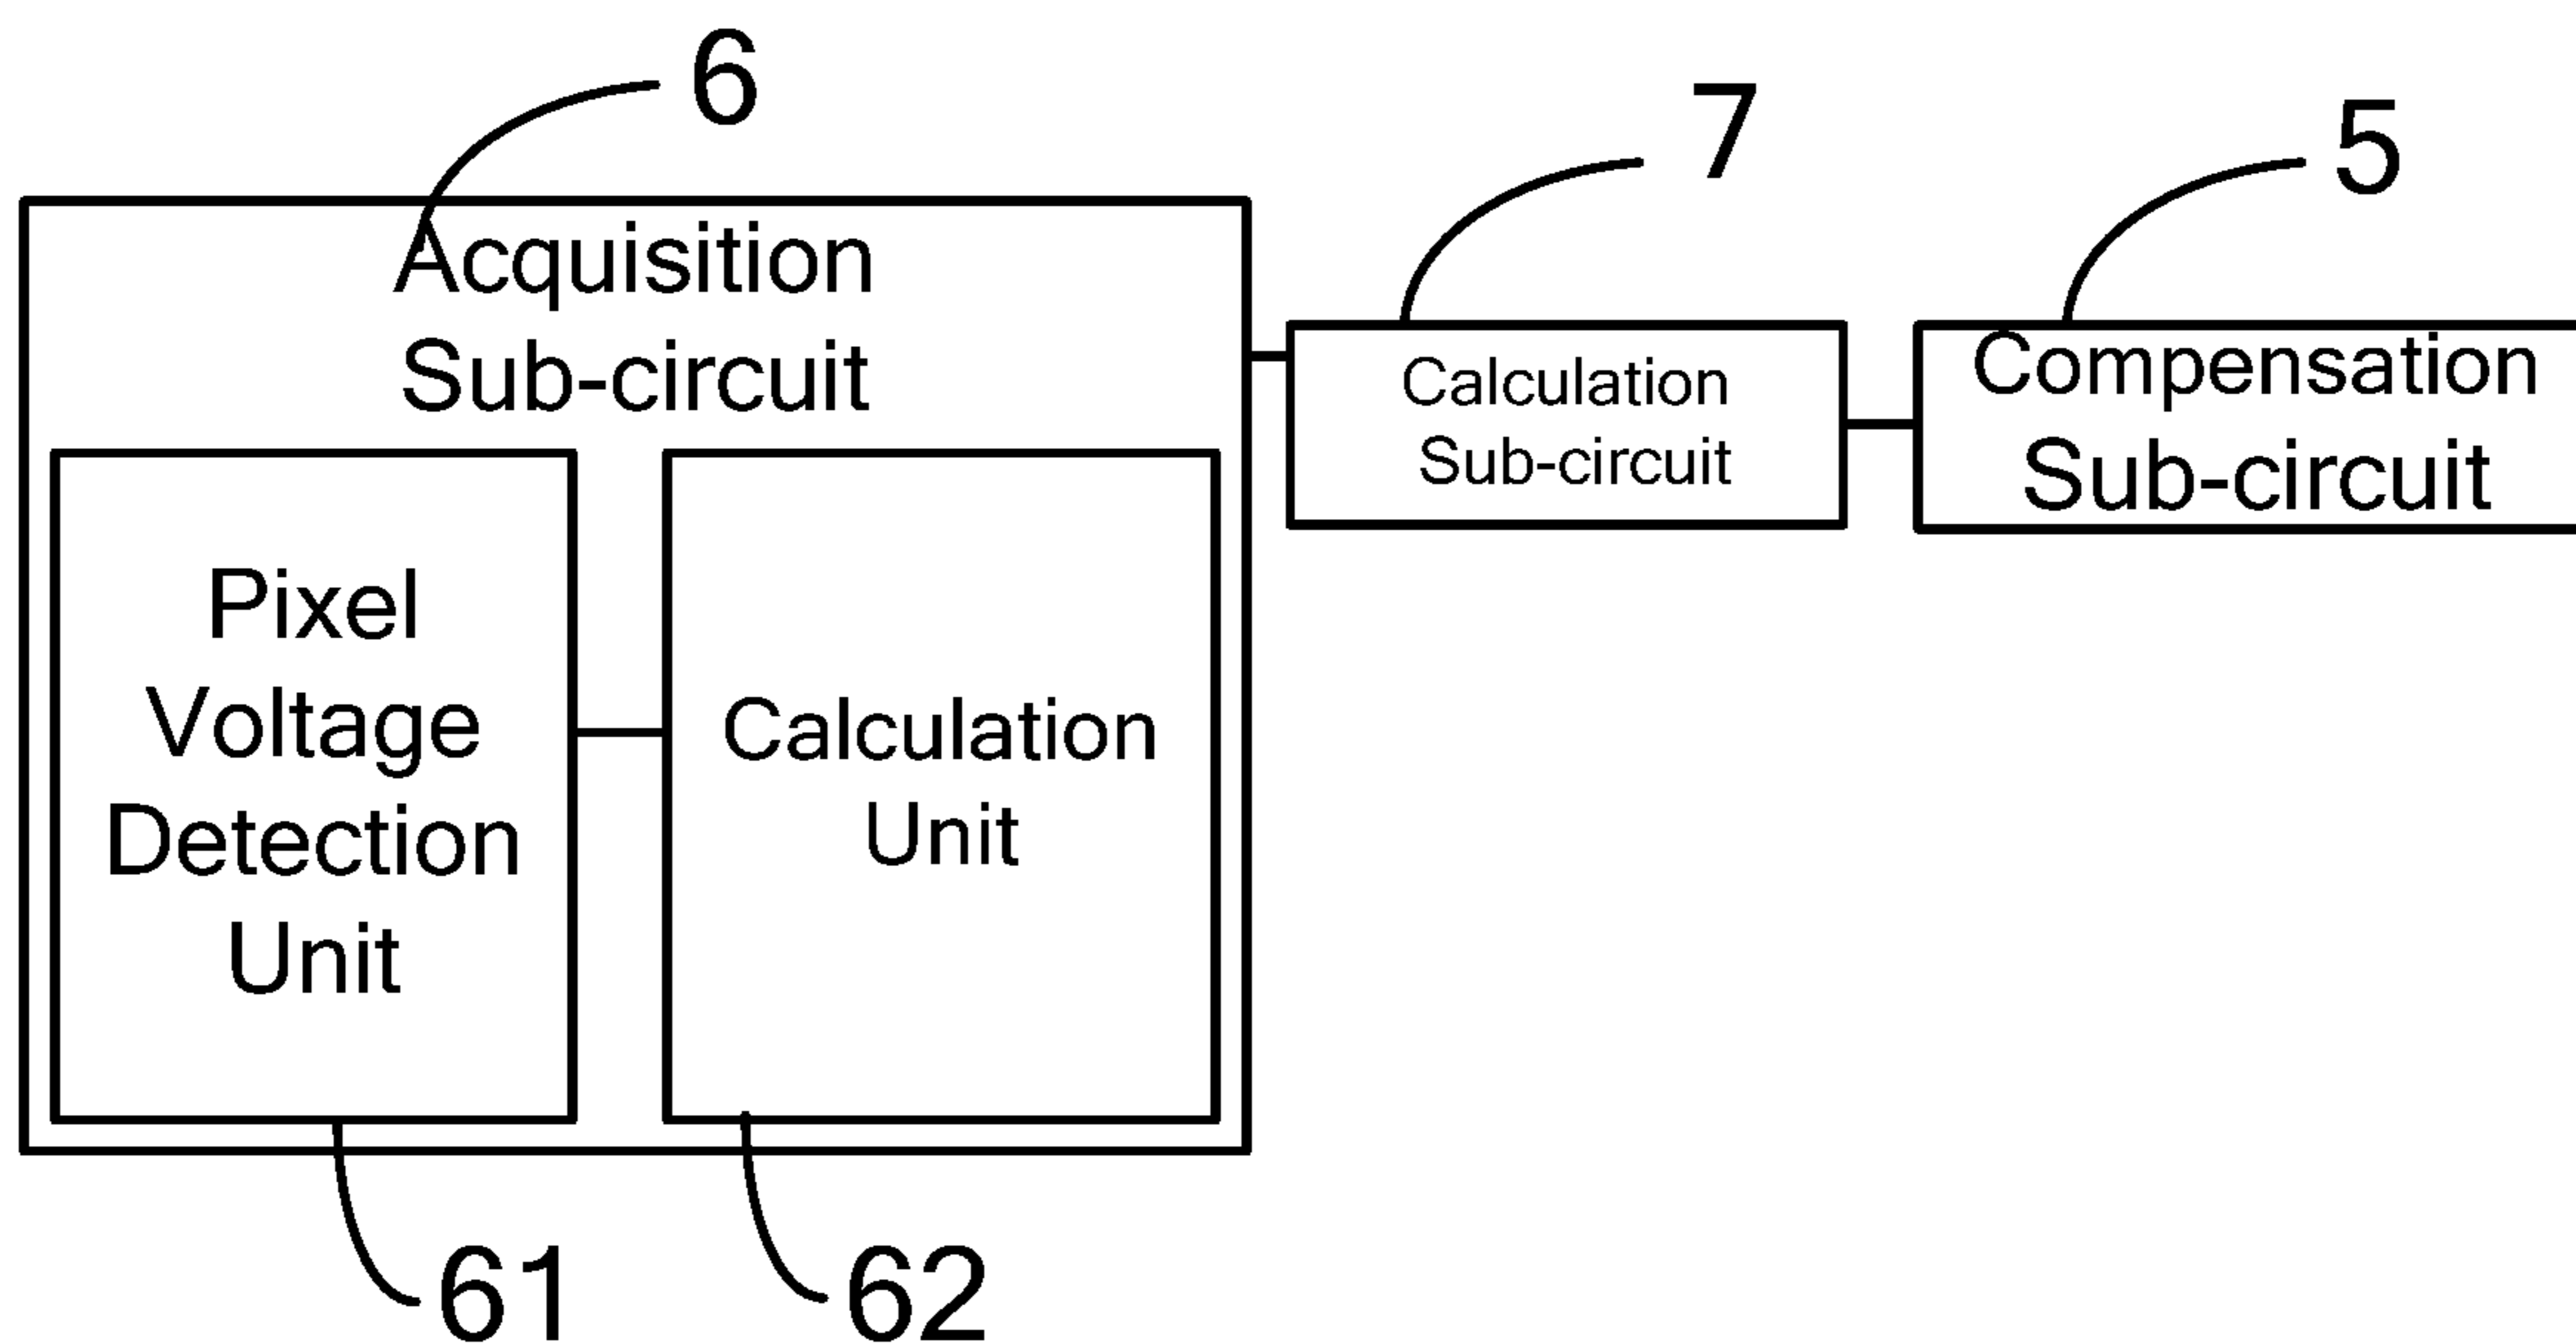 6
7
5
Acquisition
Sub-circuit
Calculation
Sub-circuit
Compensation
Sub-circuit
Pixel
Voltage
Detection
Unit
Calculation
Unit
61
62